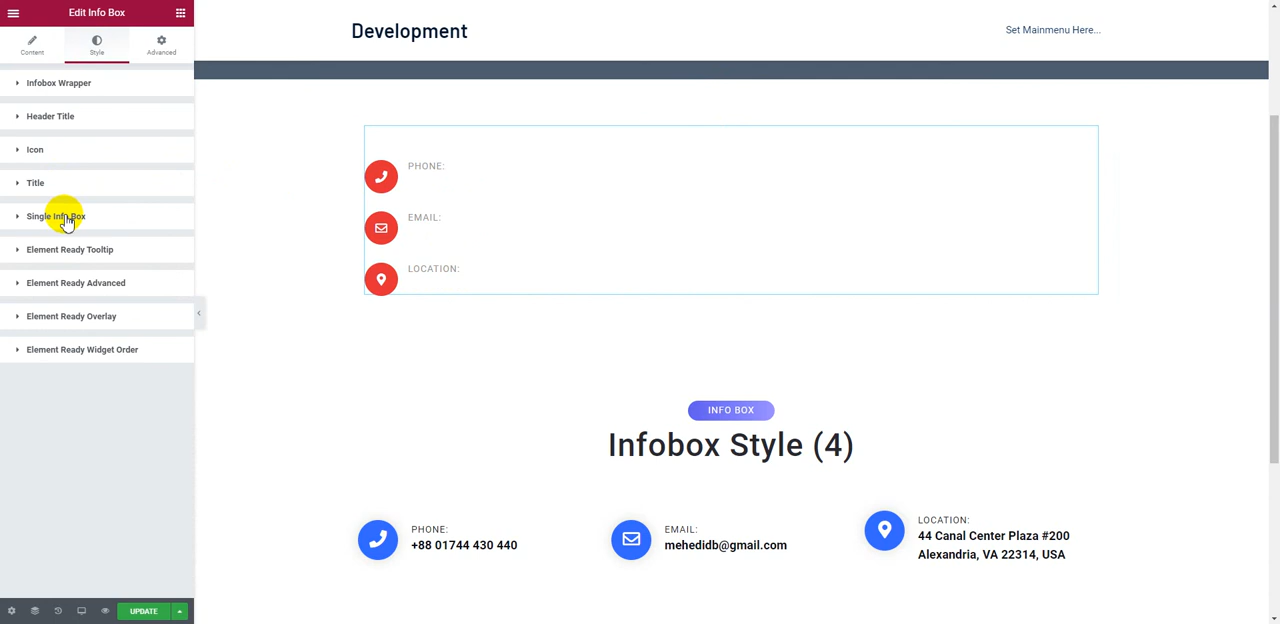 Edit Info Box
Content
Style
Advanced
Infobox Wrapper
Header Title
Icon
Title
Single Info Box
Element Ready Tooltip
Element Ready Advanced
Element Ready Overlay
Element Ready Widget Order
UPDATE
Development
Set Mainmenu Here...
PHONE:
EMAIL:
LOCATION:
INFO BOX
Infobox Style (4)
PHONE:
+88 01744 430 440
EMAIL:
mehedidb@gmail.com
LOCATION:
44 Canal Center Plaza #200
Alexandria, VA 22314, USA